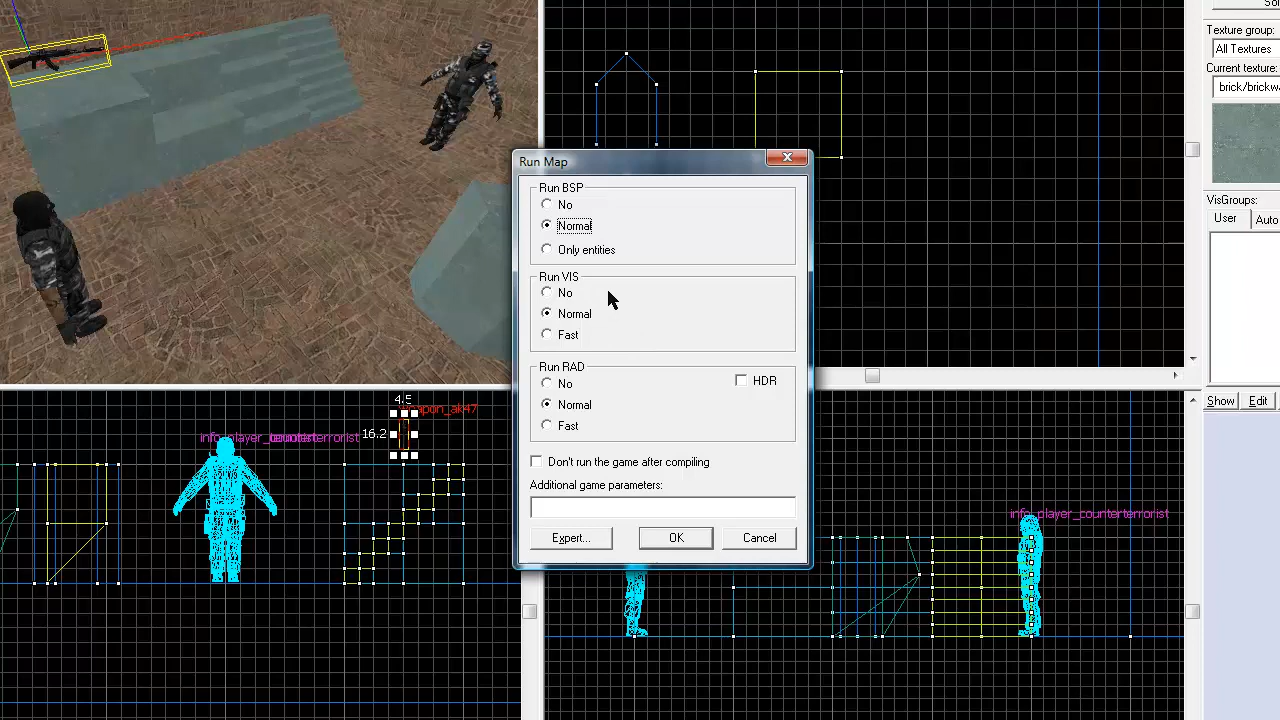 Texture group:
All Textures
Current texture:
VisGroups:
User
Auto
Show
Edit
Run Map
Run BSP
No
Normal
Only entities
Run VIS
No
Normal
Fast
Run RAD
No
HDR
Normal
Fast
Don't run the game after compiling
Additional game parameters:
Expert...
OK
Cancel
4.5
16.2
info_player_counterterrorist